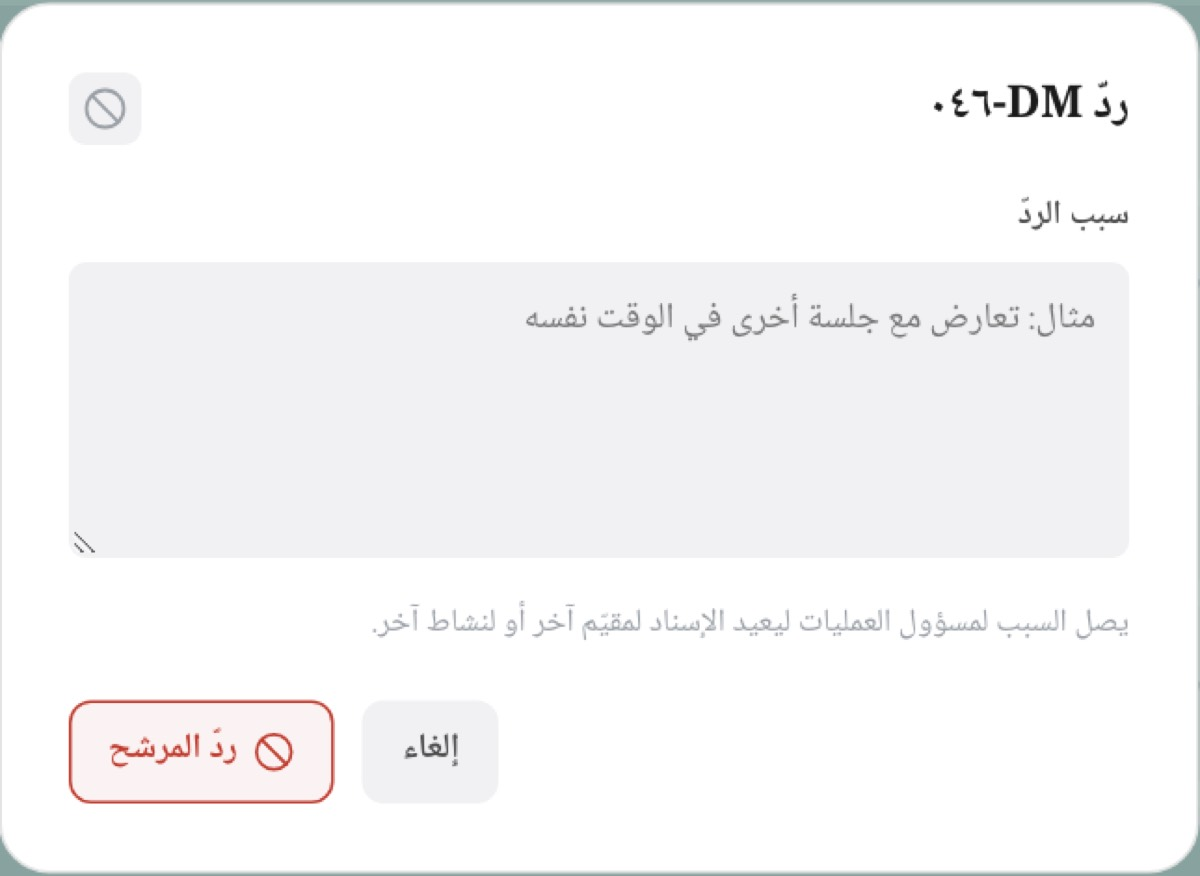 ردّ DM-٠٤٦
سبب الردّ
مثال: تعارض مع جلسة أخرى في الوقت نفسه
يصل السبب لمسؤول العمليات ليعيد الإسناد لمقيّم آخر أو لنشاط آخر.
إلغاء
ردّ المرشح